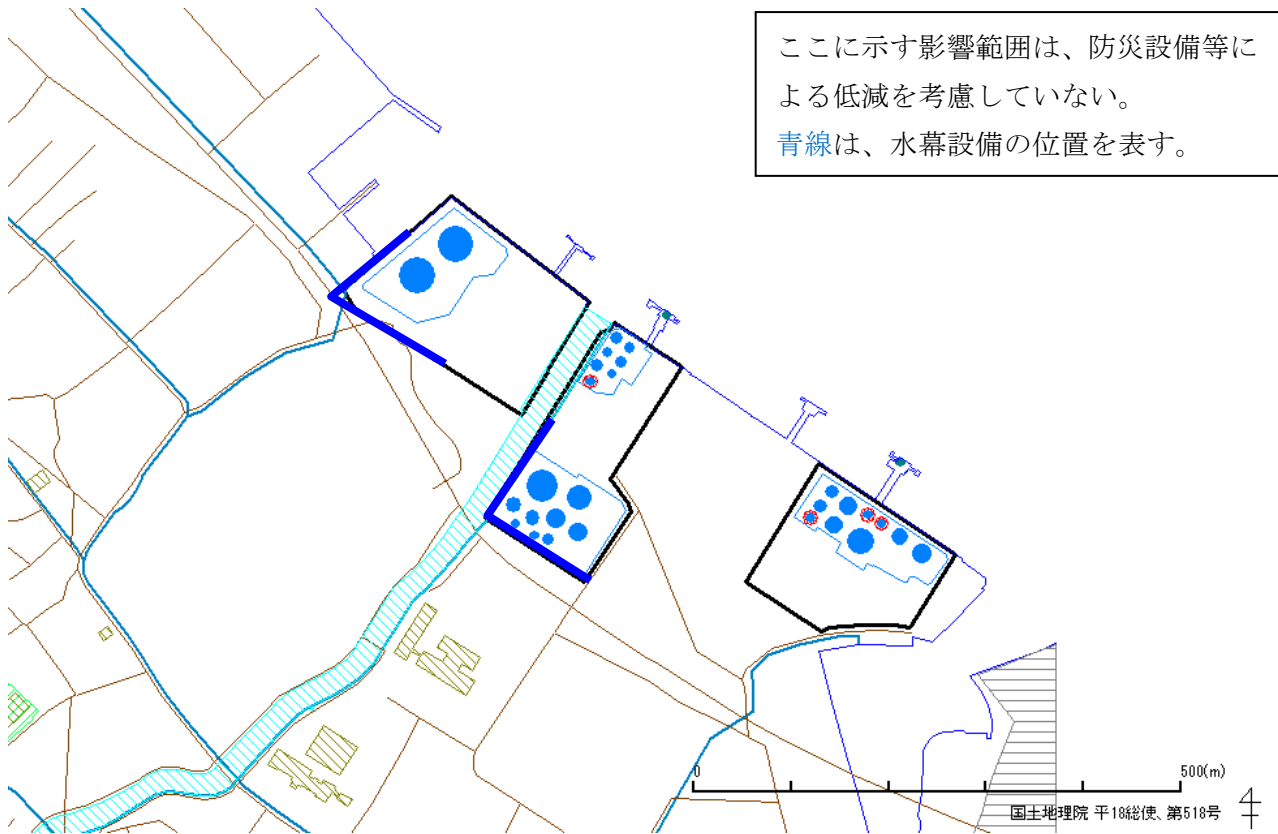 ここに示す影響範囲は、防災設備等に
よる低減を考慮していない。
青線は、水幕設備の位置を表す。
0 500(m)
国土地理院 平18総使、第518号